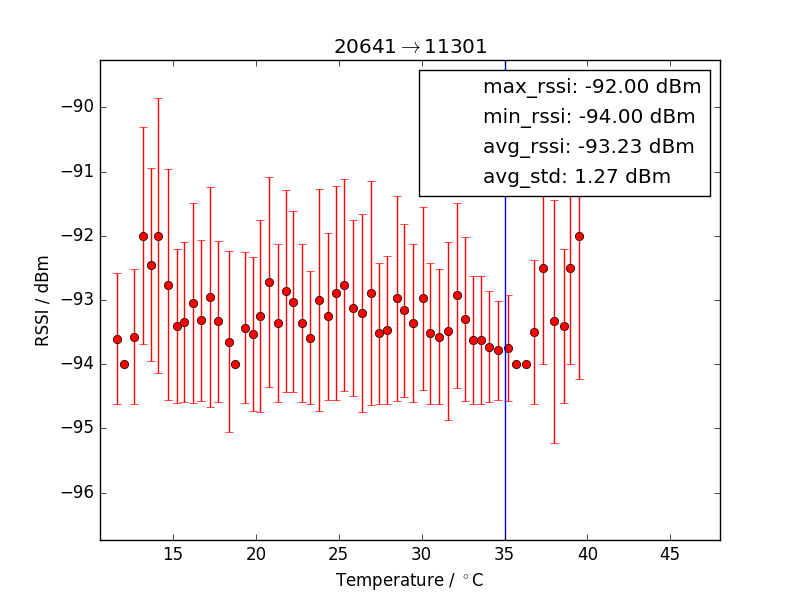 20641→11301
max_rssi: -92.00 dBm
min_rssi: -94.00 dBm
avg_rssi: -93.23 dBm
avg_std: 1.27 dBm
−90
−91
−92
−93
−94
−95
−96
RSSI / dBm
15 20 25 30 35 40 45
Temperature / °C